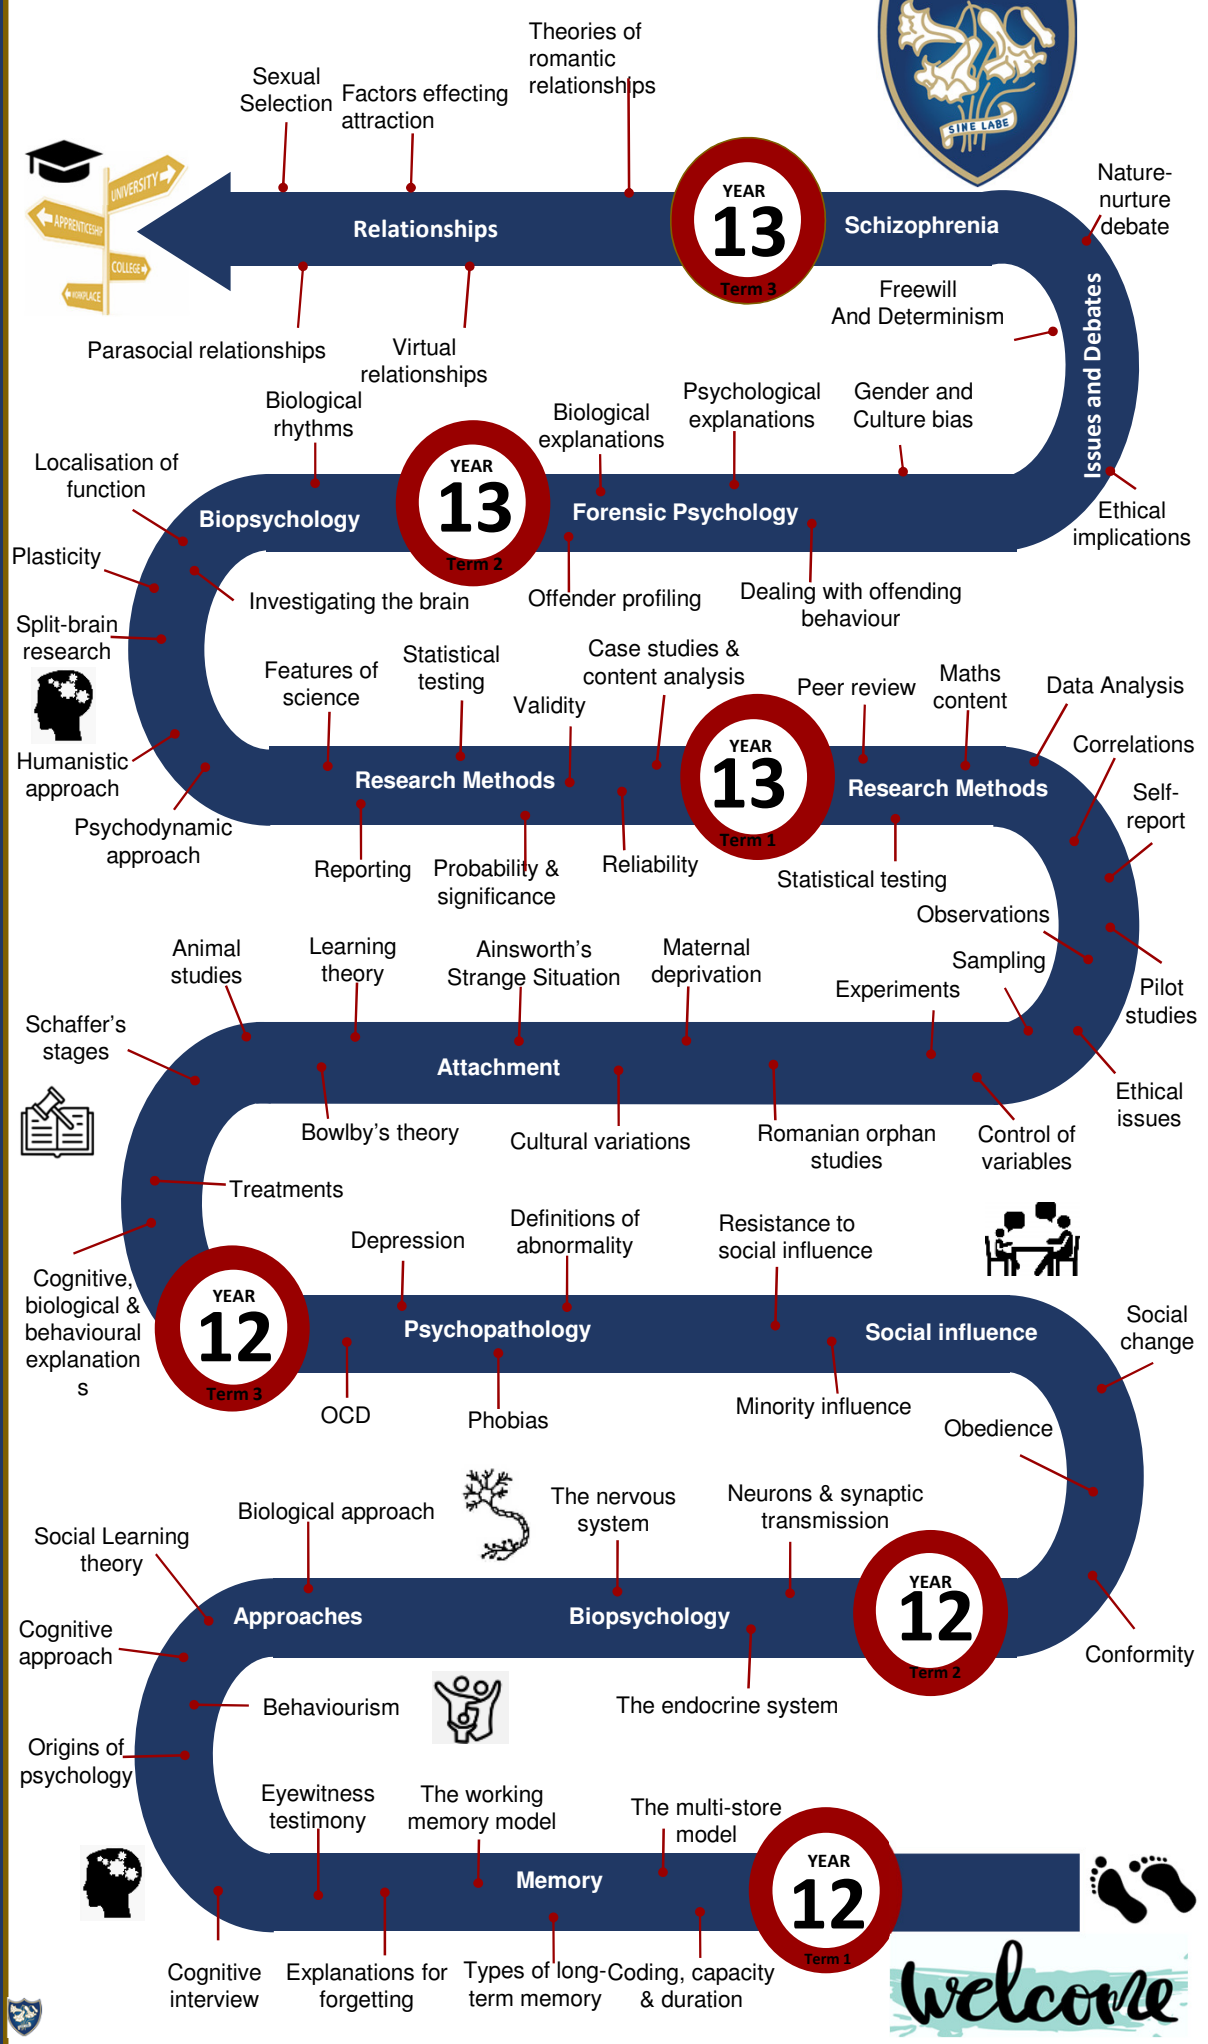 Theories of
romantic
relationships
Sexual
Selection
Factors effecting
attraction
SINE LABE
UNIVERSITY
APPRENTICESHIP
COLLEGE
WORKPLACE
Relationships
YEAR
13
Term 3
Schizophrenia
Nature-
nurture
debate
Parasocial relationships
Virtual
relationships
Freewill
And Determinism
Issues and Debates
Biological
rhythms
Biological
explanations
Psychological
explanations
Gender and
Culture bias
Localisation of
function
Biopsychology
YEAR
13
Term 2
Forensic Psychology
Ethical
implications
Plasticity
Investigating the brain
Offender profiling
Dealing with offending
behaviour
Split-brain
research
Features of
science
Statistical
testing
Validity
Case studies &
content analysis
Peer review
Maths
content
Data Analysis
Correlations
Humanistic
approach
Research Methods
YEAR
13
Term 1
Research Methods
Self-
report
Psychodynamic
approach
Reporting
Probability &
significance
Reliability
Statistical testing
Observations
Animal
studies
Learning
theory
Ainsworth's
Strange Situation
Maternal
deprivation
Sampling
Experiments
Pilot
studies
Schaffer's
stages
Attachment
Ethical
issues
Bowlby's theory
Cultural variations
Romanian orphan
studies
Control of
variables
Treatments
Depression
Definitions of
abnormality
Resistance to
social influence
Cognitive,
biological &
behavioural
explanation
s
YEAR
12
Term 3
Psychopathology
Social influence
Social
change
OCD
Phobias
Minority influence
Obedience
Biological approach
The nervous
system
Neurons & synaptic
transmission
Social Learning
theory
Approaches
Biopsychology
YEAR
12
Term 2
Cognitive
approach
Conformity
Behaviourism
The endocrine system
Origins of
psychology
Eyewitness
testimony
The working
memory model
The multi-store
model
Memory
YEAR
12
Term 1
Cognitive
interview
Explanations for
forgetting
Types of long-
term memory
Coding, capacity
& duration
welcome